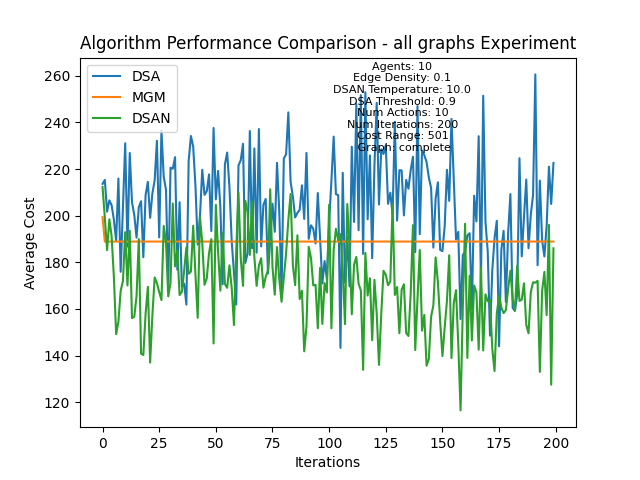 Algorithm Performance Comparison - all graphs Experiment
DSA
MGM
DSAN
Agents: 10
Edge Density: 0.1
DSAN Temperature: 10.0
DSA Threshold: 0.9
Num Actions: 10
Num Iterations: 200
Cost Range: 501
Graph: complete
Average Cost
260
240
220
200
180
160
140
120
0
25
50
75
100
125
150
175
200
Iterations